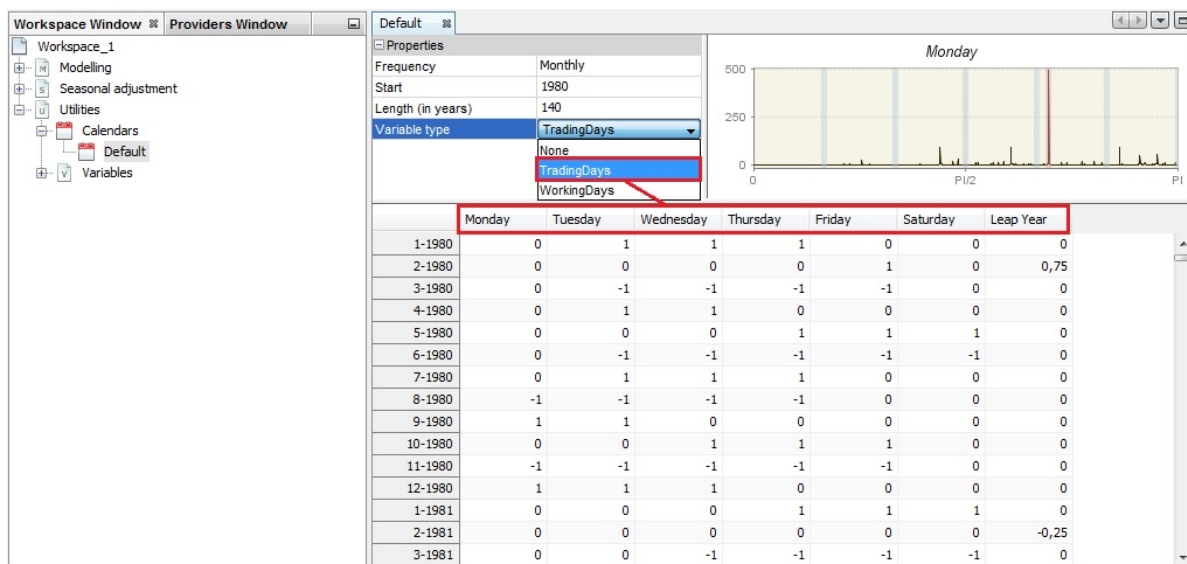 Workspace Window Providers Window
Workspace_1
M Modelling
S Seasonal adjustment
U Utilities
Calendars
Default
V Variables
Default
Properties
Frequency Monthly
Start 1980
Length (in years) 140
Variable type TradingDays
None
TradingDays
WorkingDays
Monday
500
250
0
0 PI/2 PI
Monday Tuesday Wednesday Thursday Friday Saturday Leap Year
1-1980 0 1 1 1 0 0 0
2-1980 0 0 0 0 1 0 0,75
3-1980 0 -1 -1 -1 -1 0 0
4-1980 0 1 1 0 0 0 0
5-1980 0 0 0 1 1 1 0
6-1980 0 -1 -1 -1 -1 -1 0
7-1980 0 1 1 1 0 0 0
8-1980 -1 -1 -1 -1 0 0 0
9-1980 1 1 0 0 0 0 0
10-1980 0 0 1 1 1 0 0
11-1980 -1 -1 -1 -1 -1 0 0
12-1980 1 1 1 0 0 0 0
1-1981 0 0 0 1 1 1 0
2-1981 0 0 0 0 0 0 -0,25
3-1981 0 0 -1 -1 -1 -1 0